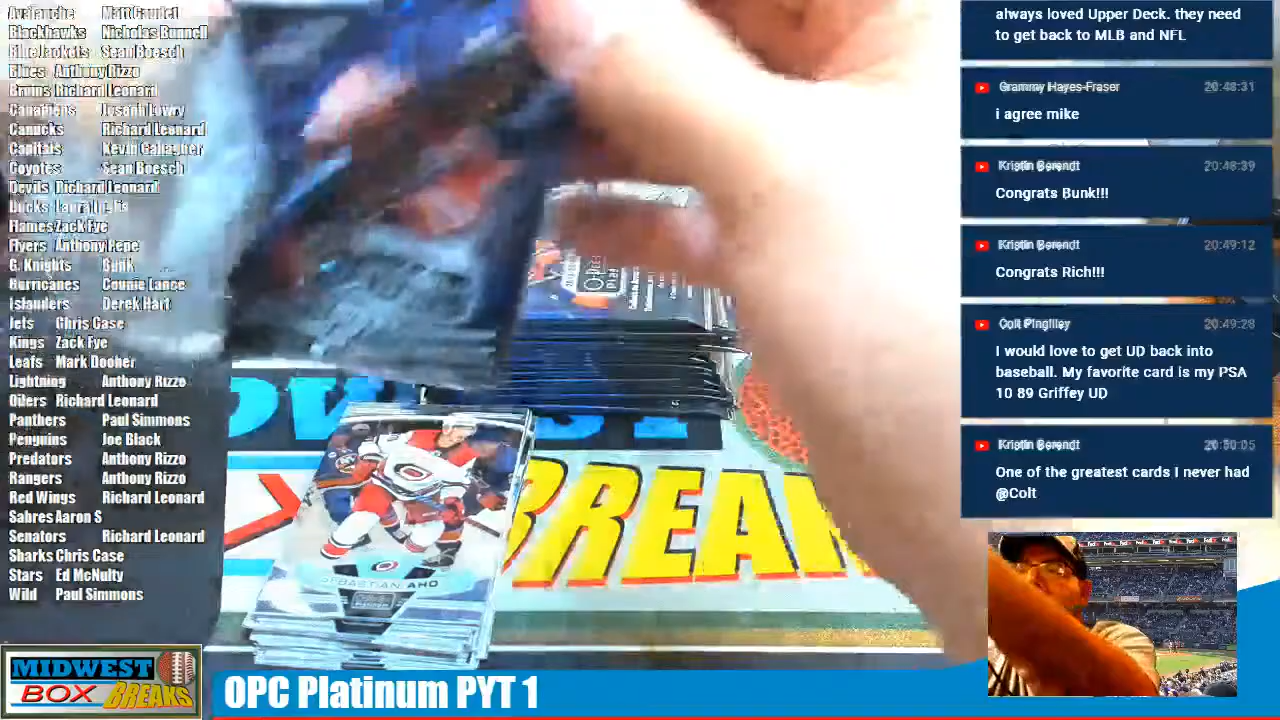 Avalanche Matt Gaudet
Blackhawks Nicholas Bunnell
Blue Jackets Sean Boesch
Blues Anthony Rizzo
Bruins Richard Leonard
Canadiens Joseph Lowry
Canucks Richard Leonard
Capitals Kevin Gallagher
Coyotes Sean Boesch
Devils Richard Leonard
Ducks
Flames Zack Fye
Flyers Anthony Pepe
G. Knights Bunk
Hurricanes Connie Lance
Islanders Derek Hart
Jets Chris Case
Kings Zack Fye
Leafs Mark Dooher
Lightning Anthony Rizzo
Oilers Richard Leonard
Panthers Paul Simmons
Penguins Joe Black
Predators Anthony Rizzo
Rangers Anthony Rizzo
Red Wings Richard Leonard
Sabres Aaron S
Senators Richard Leonard
Sharks Chris Case
Stars Ed McNulty
Wild Paul Simmons
always loved Upper Deck. they need
to get back to MLB and NFL
Grammy Hayes-Fraser 20:48:31
i agree mike
Kristin Berendt 20:48:39
Congrats Bunk!!!
Kristin Berendt 20:49:12
Congrats Rich!!!
Colt Pingilley 20:49:28
I would love to get UD back into
baseball. My favorite card is my PSA
10 89 Griffey UD
Kristin Berendt 20:50:05
One of the greatest cards I never had
@Colt
SEBASTIAN AHO
BREAK
MIDWEST
BOX
BREAKS
OPC Platinum PYT 1